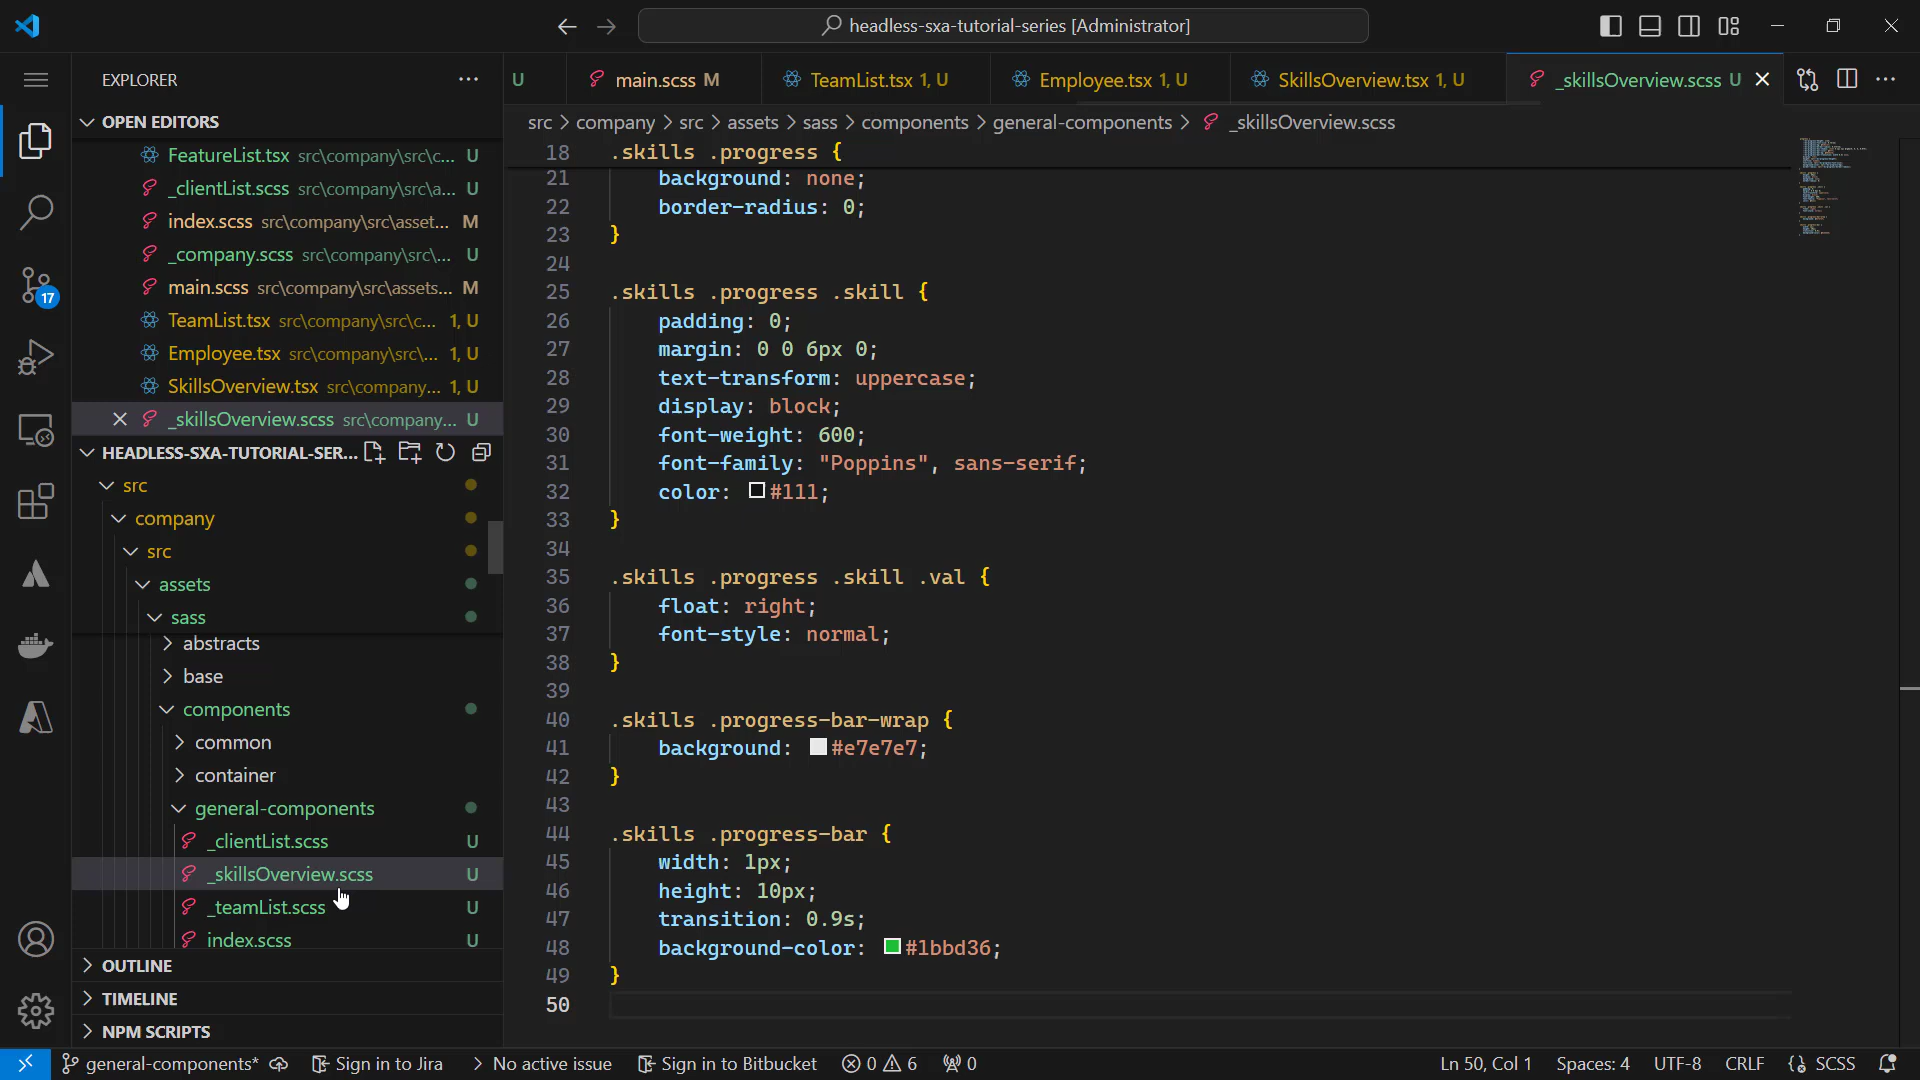 headless-sxa-tutorial-series [Administrator]
EXPLORER
U
main.scss M
TeamList.tsx 1, U
Employee.tsx 1, U
SkillsOverview.tsx 1, U
_skillsOverview.scss U
OPEN EDITORS
src > company > src > assets > sass > components > general-components > _skillsOverview.scss
FeatureList.tsx src\company\src\c... U
_clientList.scss src\company\src\a... U
index.scss src\company\src\asset... M
_company.scss src\company\src\... U
main.scss src\company\src\assets... M
TeamList.tsx src\company\src\c... 1, U
Employee.tsx src\company\src\... 1, U
SkillsOverview.tsx src\company... 1, U
_skillsOverview.scss src\company... U
HEADLESS-SXA-TUTORIAL-SER...
src
company
src
assets
sass
abstracts
base
components
common
container
general-components
_clientList.scss U
_skillsOverview.scss U
_teamList.scss U
index.scss U
OUTLINE
TIMELINE
NPM SCRIPTS
17
18 .skills .progress {
21 background: none;
22 border-radius: 0;
23 }
24
25 .skills .progress .skill {
26 padding: 0;
27 margin: 0 0 6px 0;
28 text-transform: uppercase;
29 display: block;
30 font-weight: 600;
31 font-family: "Poppins", sans-serif;
32 color: #111;
33 }
34
35 .skills .progress .skill .val {
36 float: right;
37 font-style: normal;
38 }
39
40 .skills .progress-bar-wrap {
41 background: #e7e7e7;
42 }
43
44 .skills .progress-bar {
45 width: 1px;
46 height: 10px;
47 transition: 0.9s;
48 background-color: #1bbd36;
49 }
50
general-components* Sign in to Jira > No active issue Sign in to Bitbucket 0 6 0 Ln 50, Col 1 Spaces: 4 UTF-8 CRLF {} SCSS